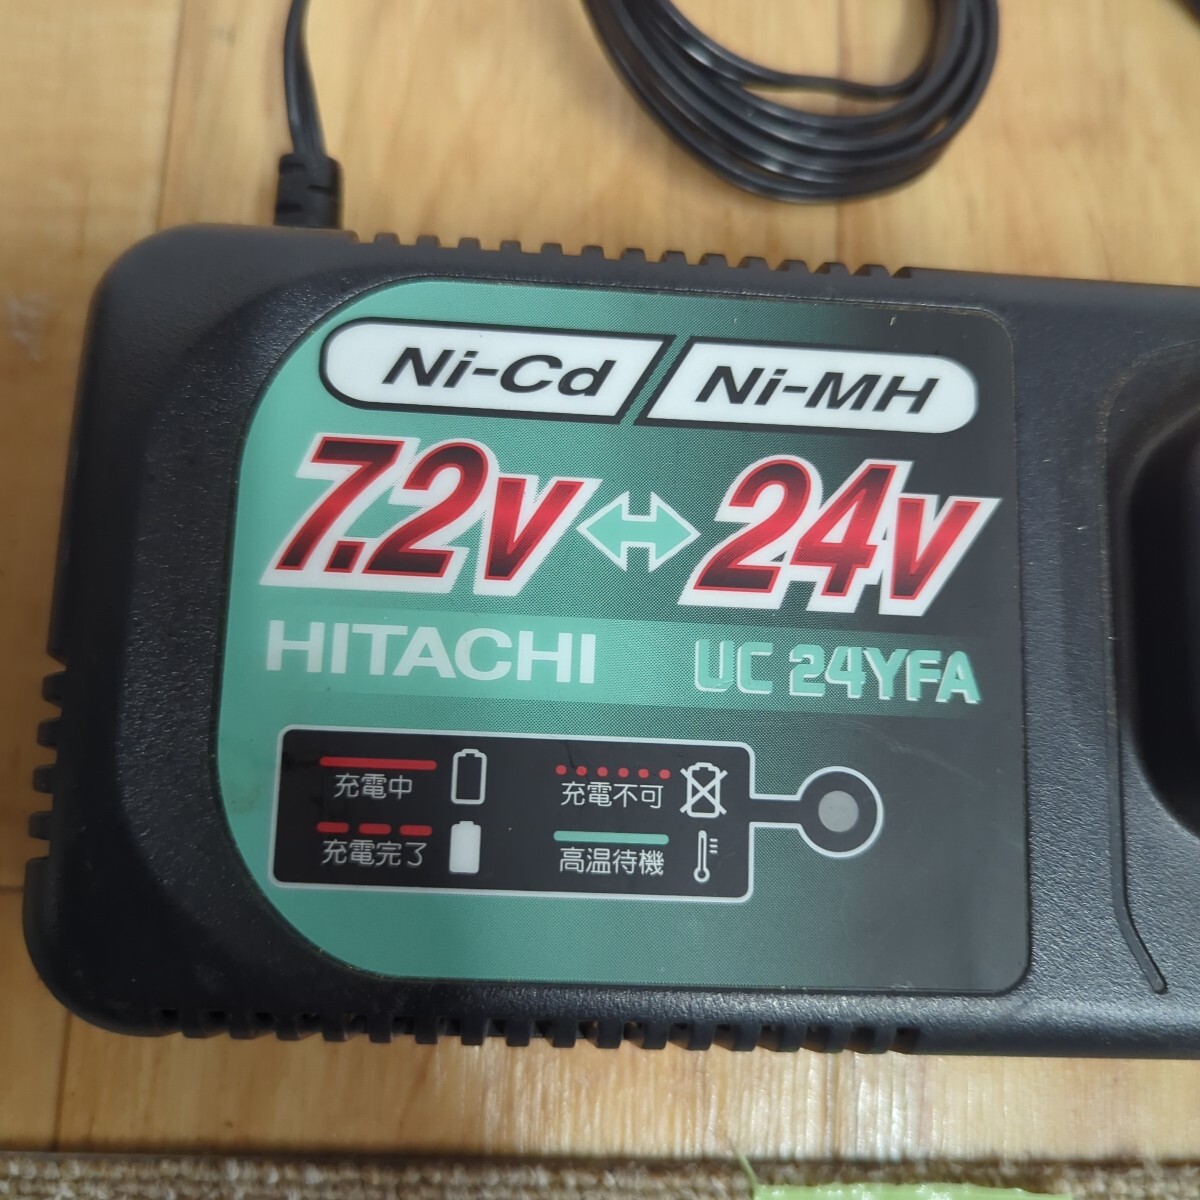 Ni-Cd Ni-MH
7.2V ↔ 24V
HITACHI UC 24YFA
充電中 充電不可
充電完了 高温待機